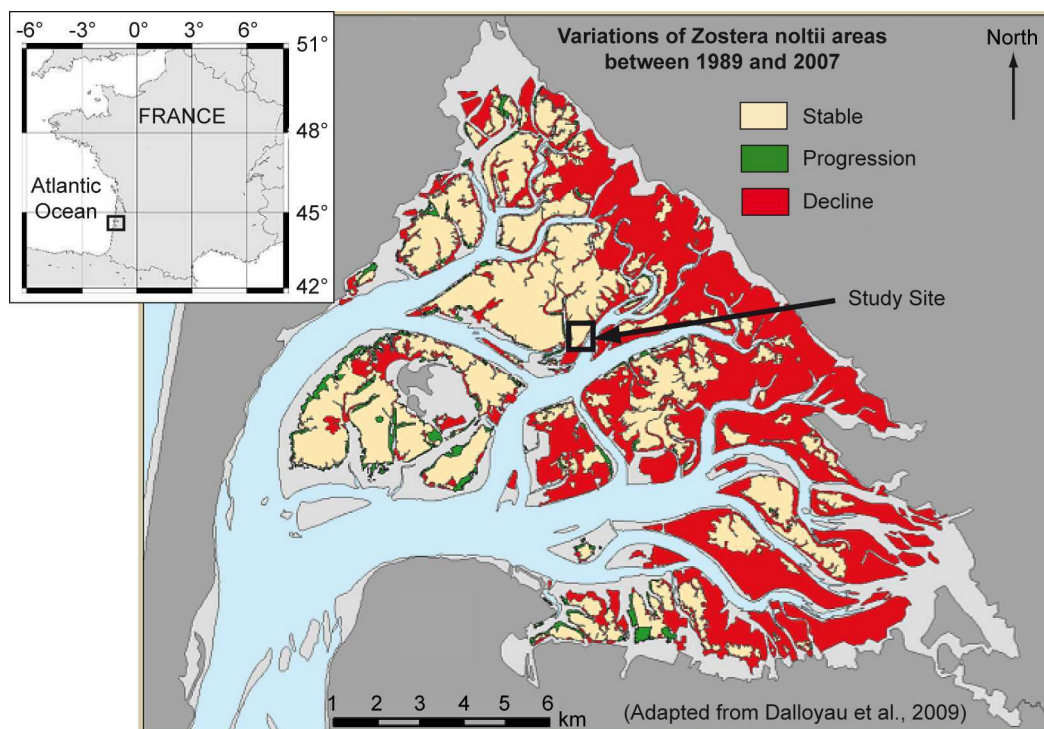 -6° -3° 0° 3° 6°
51°
FRANCE
48°
Atlantic
Ocean
45°
42°
Variations of Zostera noltii areas
between 1989 and 2007
North
Stable
Progression
Decline
Study Site
1 2 3 4 5 6
km
(Adapted from Dalloyau et al., 2009)